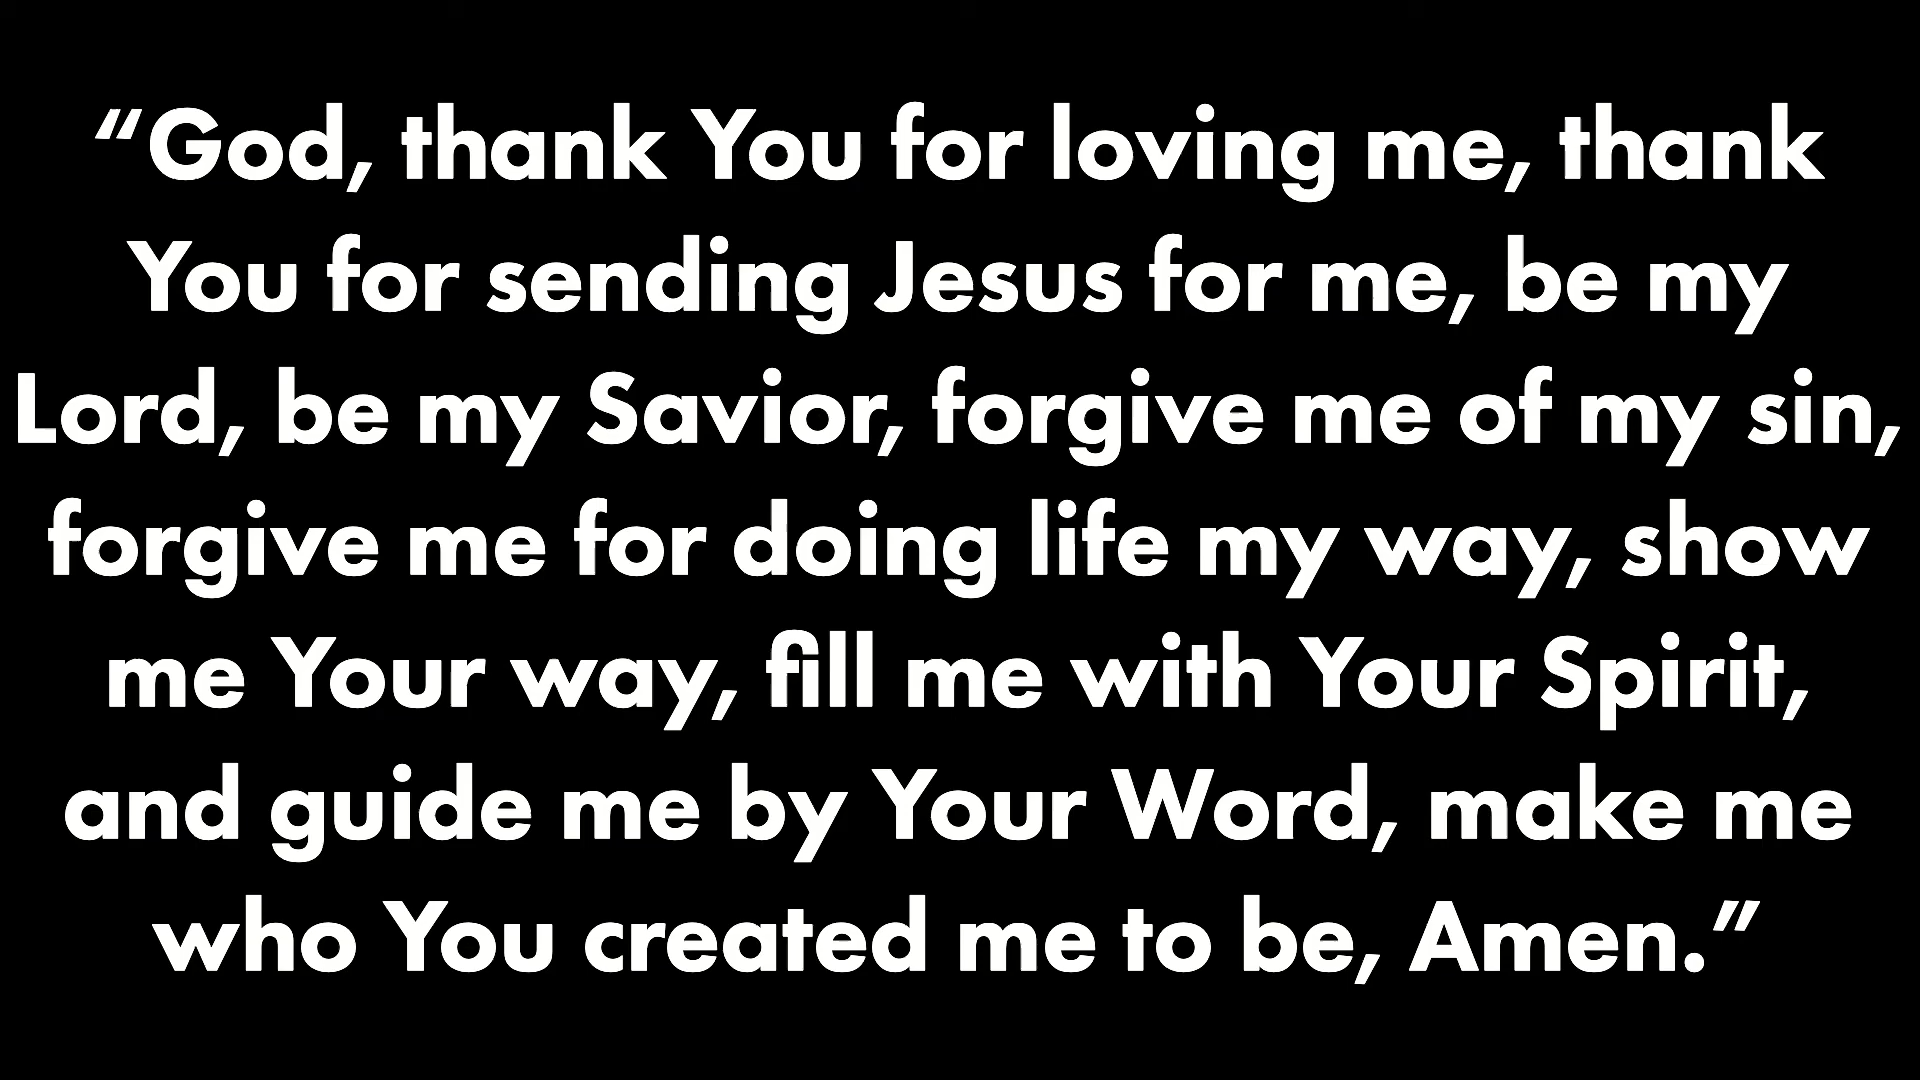 “God, thank You for loving me, thank
You for sending Jesus for me, be my
Lord, be my Savior, forgive me of my sin,
forgive me for doing life my way, show
me Your way, fill me with Your Spirit,
and guide me by Your Word, make me
who You created me to be, Amen.”